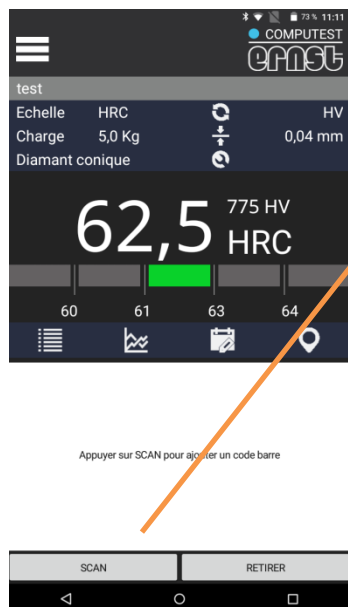 73 % 11:11
COMPUTEST
ernst
test
Echelle HRC HV
Charge 5,0 Kg 0,04 mm
Diamant conique
62,5 775 HV
HRC
60 61 63 64
Appuyer sur SCAN pour ajouter un code barre
SCAN RETIRER